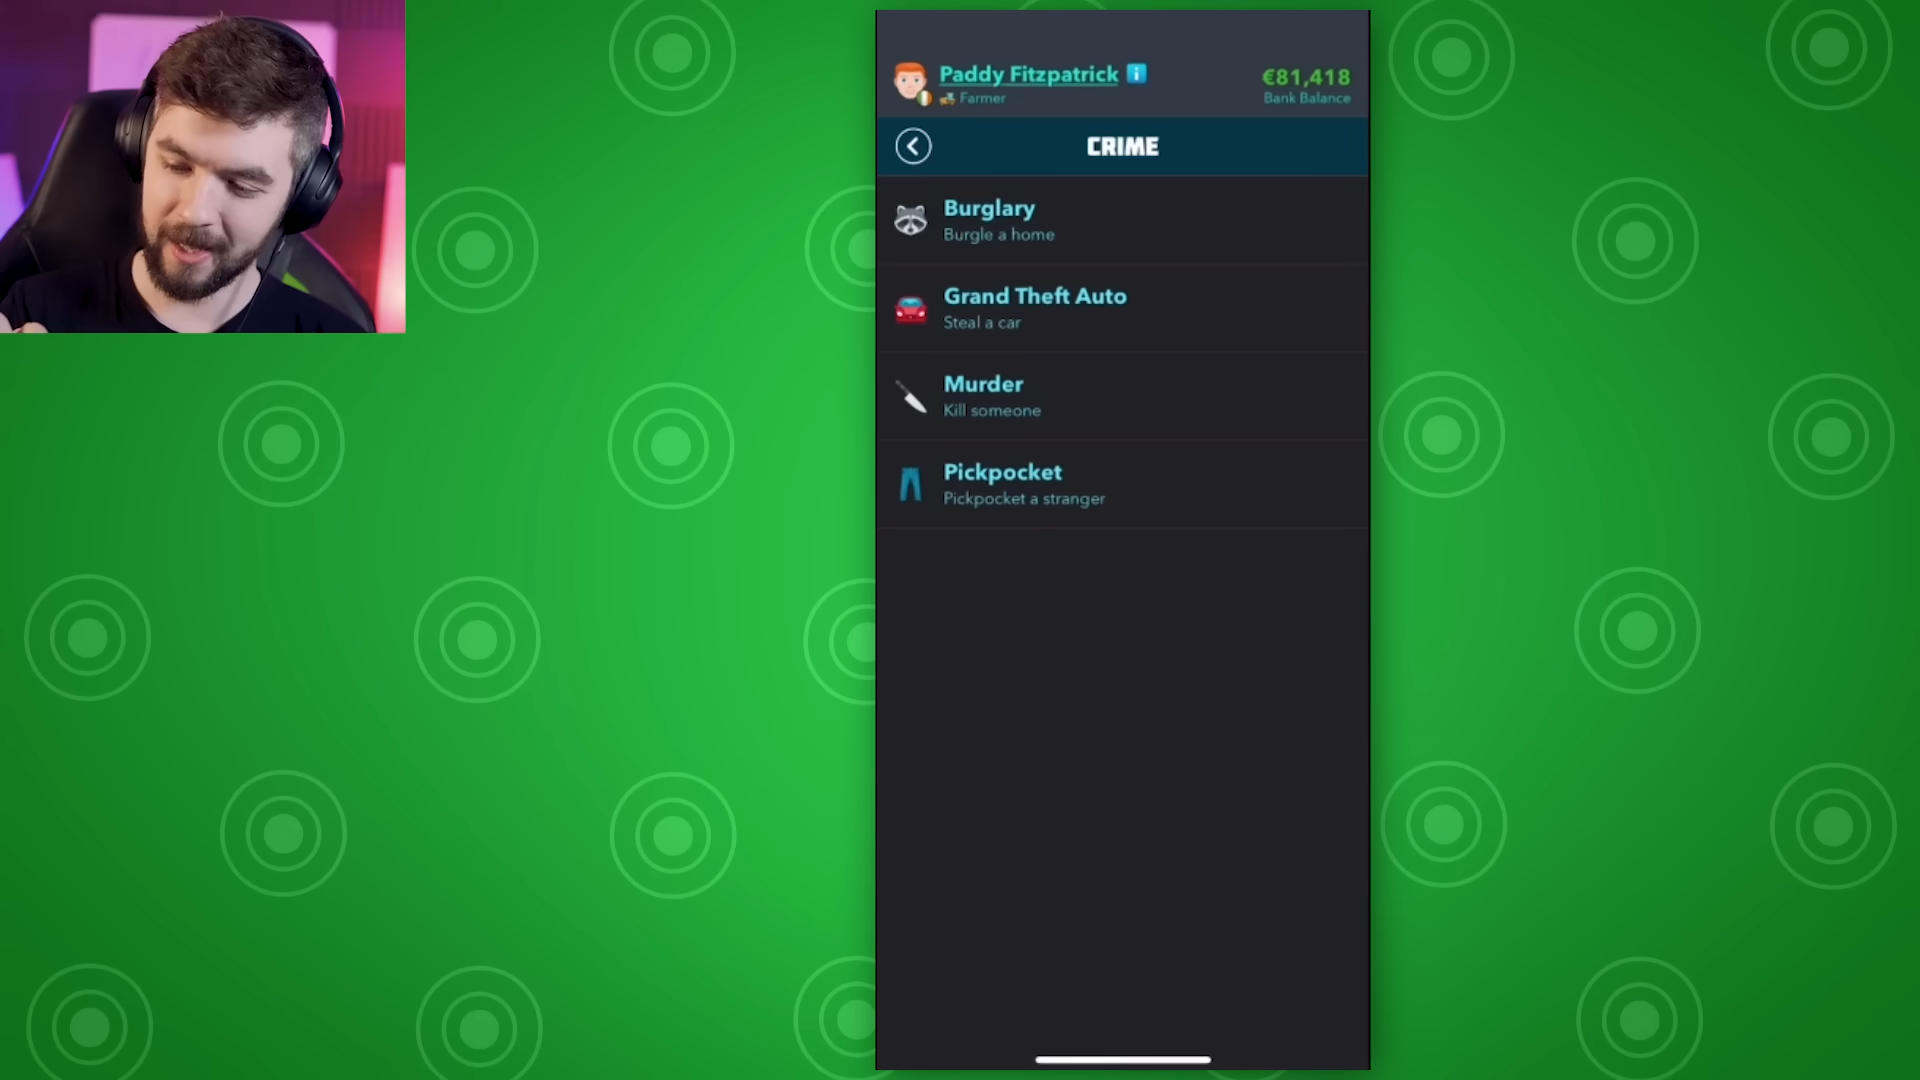 Paddy Fitzpatrick
Farmer
€81,418
Bank Balance
CRIME
Burglary
Burgle a home
Grand Theft Auto
Steal a car
Murder
Kill someone
Pickpocket
Pickpocket a stranger